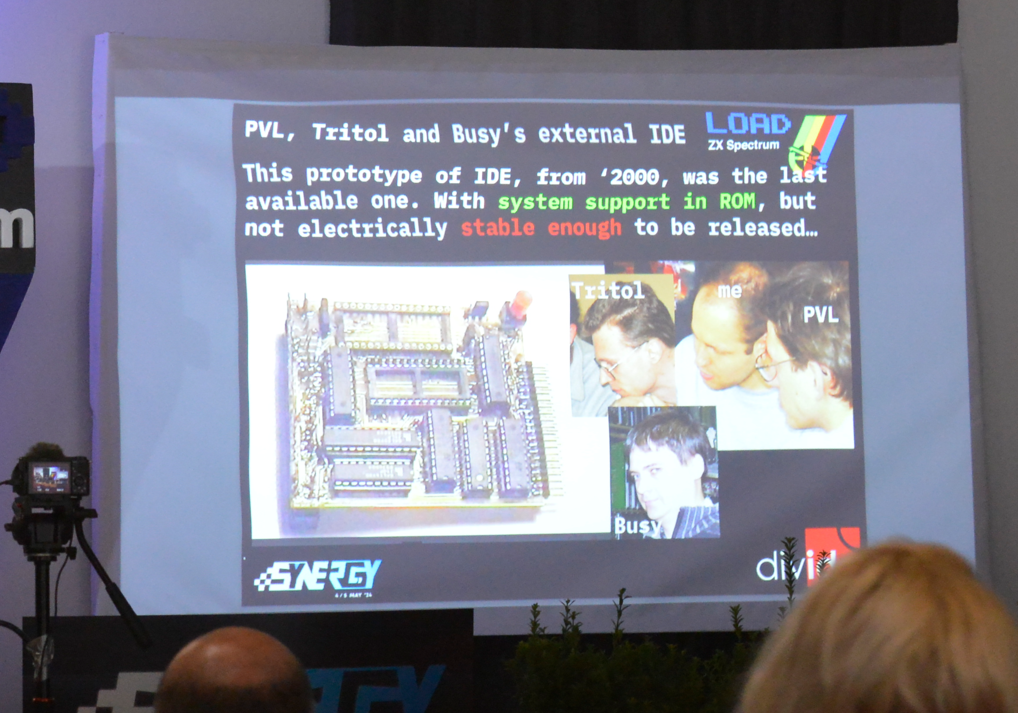 PVL, Tritol and Busy's external IDE
LOAD
ZX Spectrum
This prototype of IDE, from '2000, was the last
available one. With system support in ROM, but
not electrically stable enough to be released…
Tritol
me
PVL
Busy
SYNERGY
4 / 5 MAY '24
divid
m